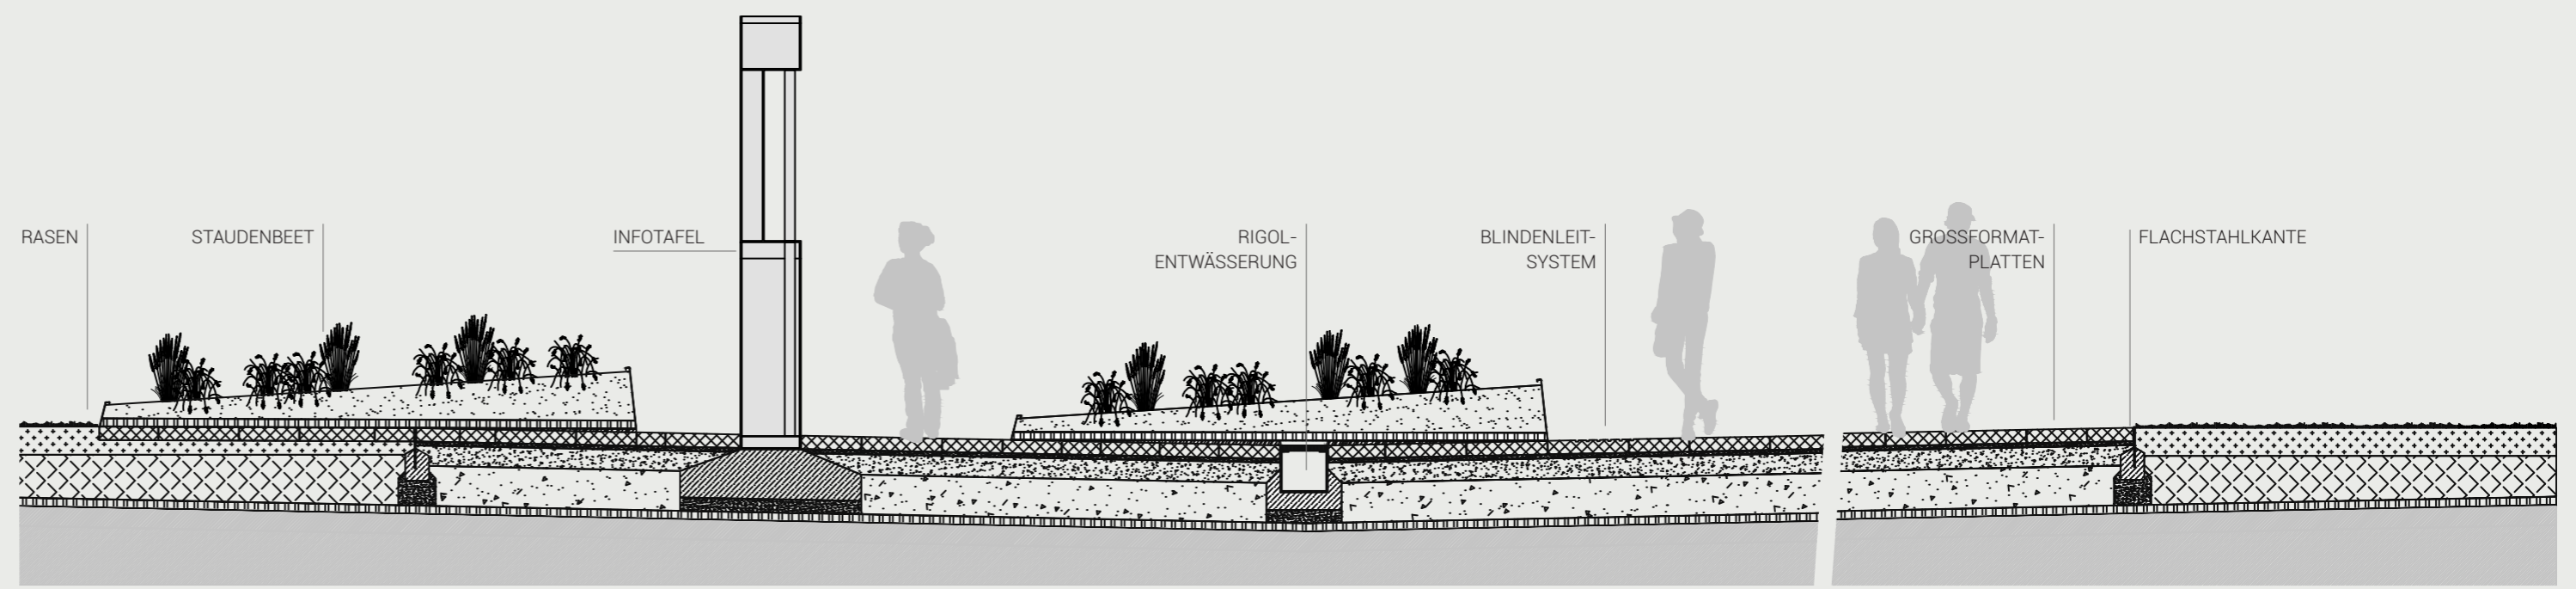 RASEN
STAUDENBEET
INFOTAFEL
RIGOL-
ENTWÄSSERUNG
BLINDENLEIT-
SYSTEM
GROSSFORMAT-
PLATTEN
FLACHSTAHLKANTE